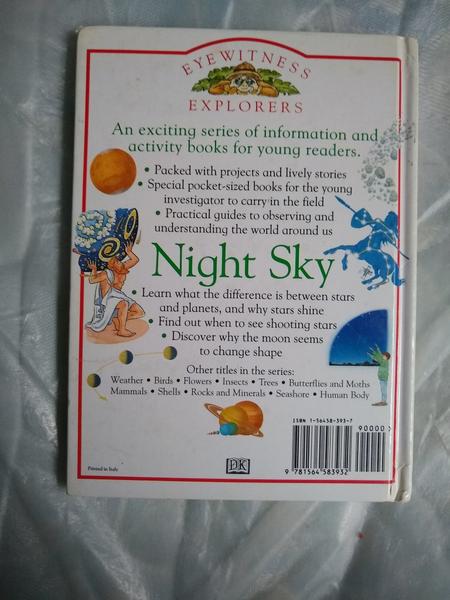 EYEWITNESS
EXPLORERS
An exciting series of information and
activity books for young readers.
• Packed with projects and lively stories
• Special pocket-sized books for the young
investigator to carry in the field
• Practical guides to observing and
understanding the world around us
Night Sky
• Learn what the difference is between stars
and planets, and why stars shine
• Find out when to see shooting stars
• Discover why the moon seems
to change shape
Other titles in the series:
Weather • Birds • Flowers • Insects • Trees • Butterflies and Moths
Mammals • Shells • Rocks and Minerals • Seashore • Human Body
ISBN 1-56458-393-7
90000
9 781564 583932
DK
Printed in Italy